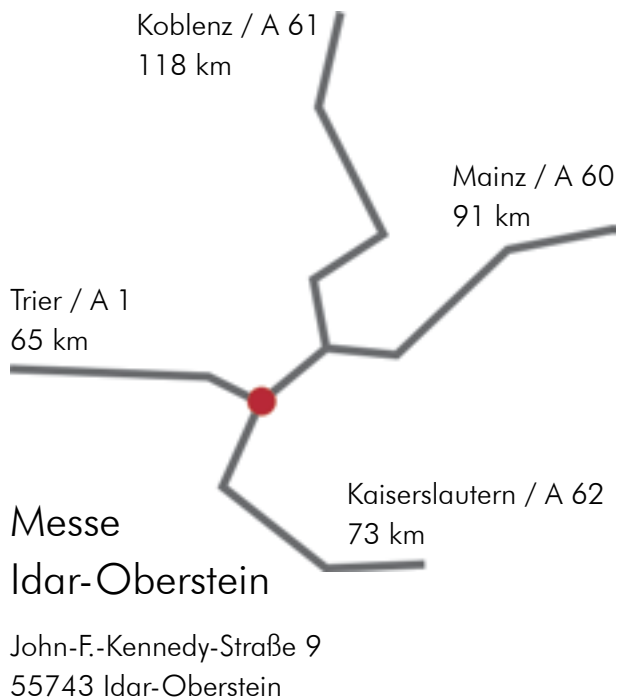 Koblenz / A 61
118 km
Mainz / A 60
91 km
Trier / A 1
65 km
Kaiserslautern / A 62
73 km
Messe
Idar-Oberstein
John-F.-Kennedy-Straße 9
55743 Idar-Oberstein